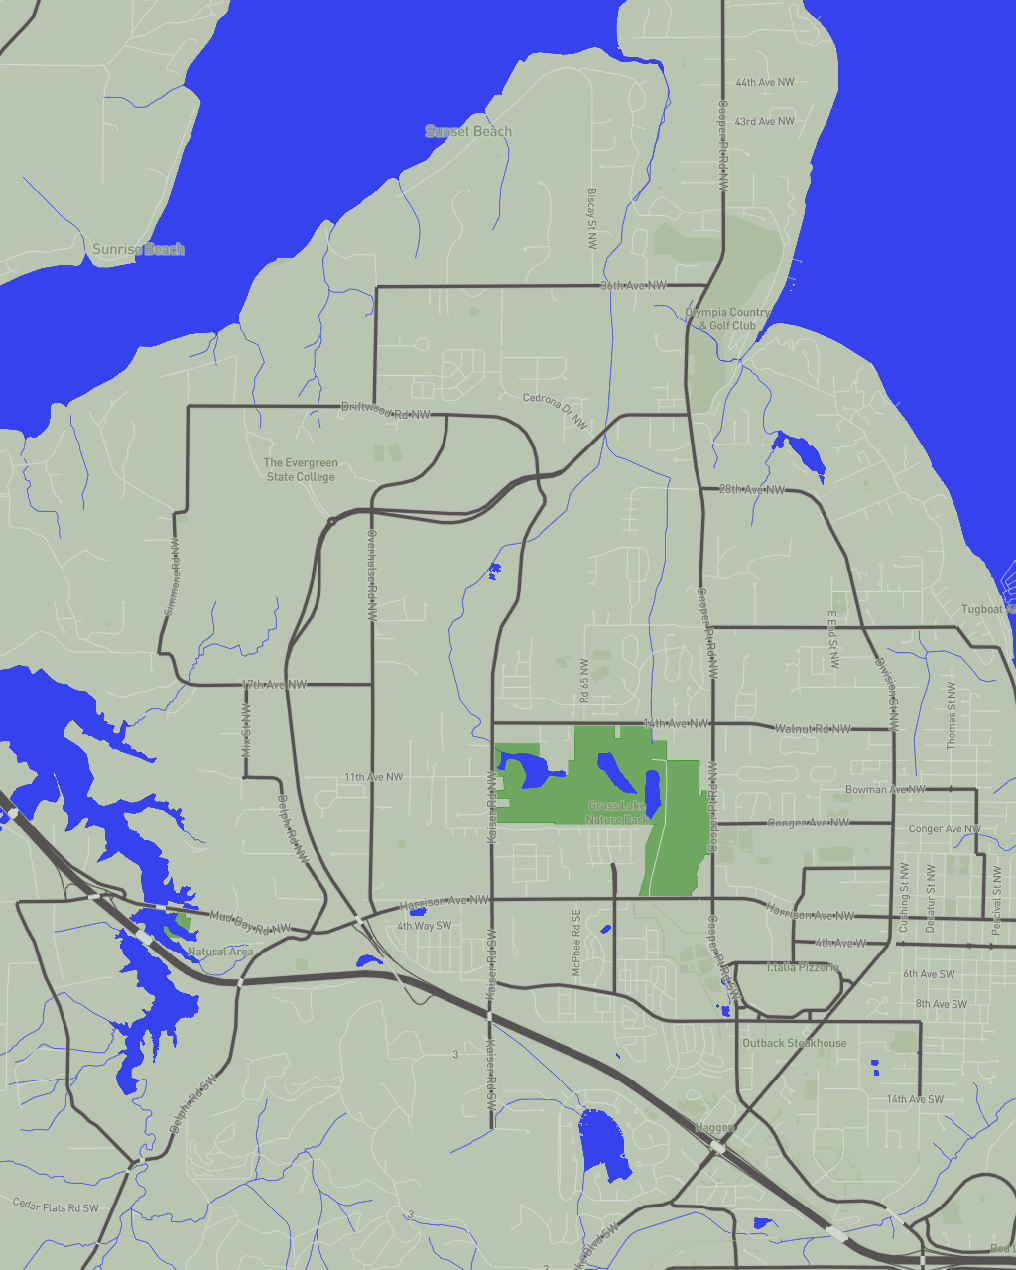 44th Ave NW
Cooper Pt Rd NW
43rd Ave NW
Sunset Beach
Biscay St NW
Sunrise Beach
36th Ave NW
Olympia Country
& Golf Club
Cedrona Dr NW
Driftwood Rd NW
The Evergreen
State College
28th Ave NW
Overhulse Rd NW
Simmons Rd NW
Cooper Pt Rd NW
E End St NW
Tugboat A
Rd 65 NW
Division St NW
17th Ave NW
Thomas St NW
Mix St NW
14th Ave NW
Walnut Rd NW
11th Ave NW
Kaiser Rd NW
Cooper Pt Rd NW
Bowman Ave NW
Grass Lake
Nature Park
Delphi Rd NW
Conger Ave NW
Conger Ave NW
Cushing St NW
Decatur St NW
Percival St NW
Harrison Ave NW
Harrison Ave NW
Mud Bay Rd NW
4th Way SW
McPhee Rd SE
Cooper Pt Rd SW
4th Ave W
Natural Area
Kaiser Rd SW
I.talia Pizzeria
6th Ave SW
8th Ave SW
Outback Steakhouse
3
Kaiser Rd SW
Delphi Rd SW
14th Ave SW
Haggen
Cedar Flats Rd SW
3
Blvd SW
Red L
3